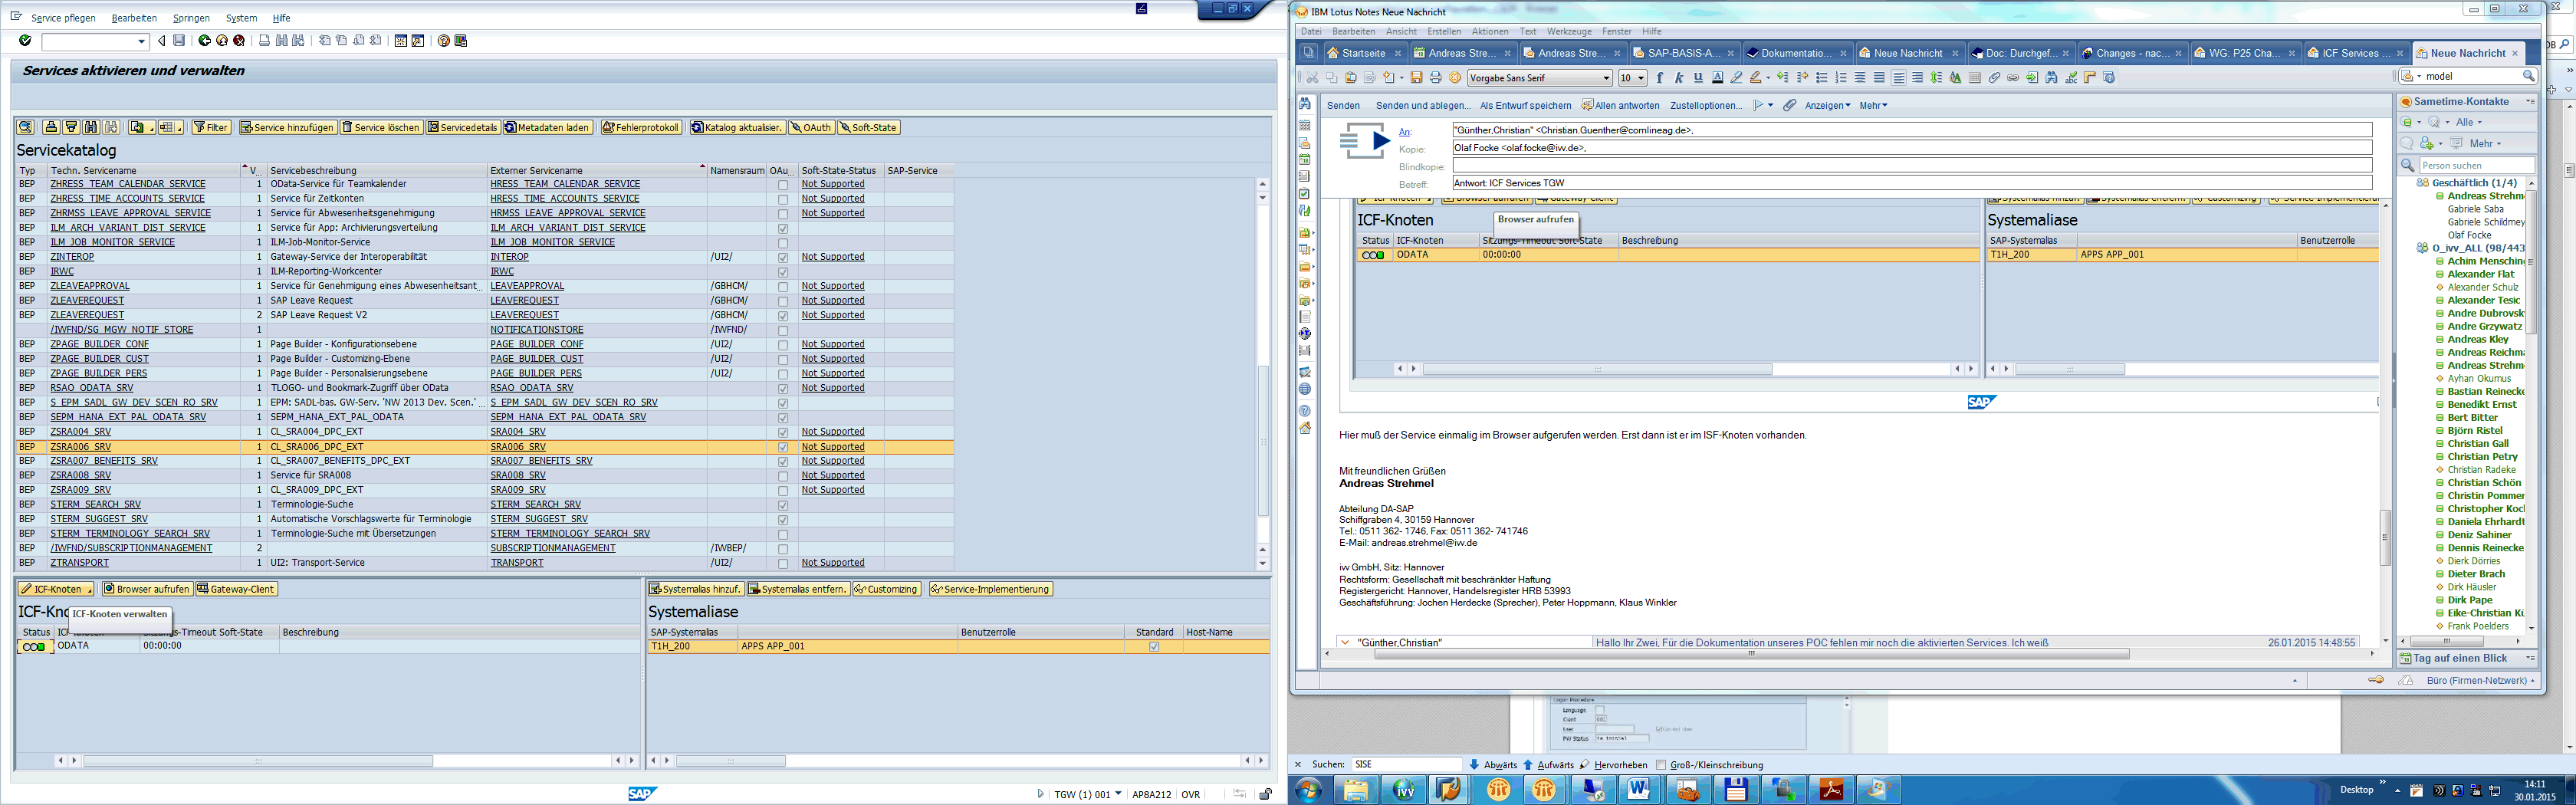 Service pflegen Bearbeiten Springen System Hilfe
Services aktivieren und verwalten
Filter Service hinzufügen Service löschen Servicedetails Metadaten laden Fehlerprotokoll Katalog aktualisier. OAuth Soft-State
Servicekatalog
Typ Techn. Servicename V... Servicebeschreibung Externer Servicename Namensraum OAu... Soft-State-Status SAP-Service
BEP ZHRESS_TEAM_CALENDAR_SERVICE 1 OData-Service für Teamkalender HRESS_TEAM_CALENDAR_SERVICE Not Supported
BEP ZHRESS_TIME_ACCOUNTS_SERVICE 1 Service für Zeitkonten HRESS_TIME_ACCOUNTS_SERVICE Not Supported
BEP ZHRMSS_LEAVE_APPROVAL_SERVICE 1 Service für Abwesenheitsgenehmigung HRMSS_LEAVE_APPROVAL_SERVICE Not Supported
BEP ILM_ARCH_VARIANT_DIST_SERVICE 1 Service für App: Archivierungsverteilung ILM_ARCH_VARIANT_DIST_SERVICE
BEP ILM_JOB_MONITOR_SERVICE 1 ILM-Job-Monitor-Service ILM_JOB_MONITOR_SERVICE
BEP ZINTEROP 1 Gateway-Service der Interoperabilität INTEROP /UI2/ Not Supported
BEP IRWC 1 ILM-Reporting-Workcenter IRWC
BEP ZLEAVEAPPROVAL 1 Service für Genehmigung eines Abwesenheitsant... LEAVEAPPROVAL /GBHCM/ Not Supported
BEP ZLEAVEREQUEST 1 SAP Leave Request LEAVEREQUEST /GBHCM/ Not Supported
BEP ZLEAVEREQUEST 2 SAP Leave Request V2 LEAVEREQUEST /GBHCM/ Not Supported
/IWFND/SG_MGW_NOTIF_STORE 1 NOTIFICATIONSTORE /IWFND/
BEP ZPAGE_BUILDER_CONF 1 Page Builder - Konfigurationsebene PAGE_BUILDER_CONF /UI2/ Not Supported
BEP ZPAGE_BUILDER_CUST 1 Page Builder - Customizing-Ebene PAGE_BUILDER_CUST /UI2/ Not Supported
BEP ZPAGE_BUILDER_PERS 1 Page Builder - Personalisierungsebene PAGE_BUILDER_PERS /UI2/ Not Supported
BEP RSAO_ODATA_SRV 1 TLOGO- und Bookmark-Zugriff über OData RSAO_ODATA_SRV Not Supported
BEP S_EPM_SADL_GW_DEV_SCEN_RO_SRV 1 EPM: SADL-bas. GW-Serv. 'NW 2013 Dev. Scen.' ... S_EPM_SADL_GW_DEV_SCEN_RO_SRV
BEP SEPM_HANA_EXT_PAL_ODATA_SRV 1 SEPM_HANA_EXT_PAL_ODATA SEPM_HANA_EXT_PAL_ODATA_SRV
BEP ZSRA004_SRV 1 CL_SRA004_DPC_EXT SRA004_SRV Not Supported
BEP ZSRA006_SRV 1 CL_SRA006_DPC_EXT SRA006_SRV Not Supported
BEP ZSRA007_BENEFITS_SRV 1 CL_SRA007_BENEFITS_DPC_EXT SRA007_BENEFITS_SRV Not Supported
BEP ZSRA008_SRV 1 Service für SRA008 SRA008_SRV Not Supported
BEP ZSRA009_SRV 1 CL_SRA009_DPC_EXT SRA009_SRV Not Supported
BEP STERM_SEARCH_SRV 1 Terminologie-Suche STERM_SEARCH_SRV
BEP STERM_SUGGEST_SRV 1 Automatische Vorschlagswerte für Terminologie STERM_SUGGEST_SRV
BEP STERM_TERMINOLOGY_SEARCH_SRV 1 Terminologie-Suche mit Übersetzungen STERM_TERMINOLOGY_SEARCH_SRV
BEP /IWFND/SUBSCRIPTIONMANAGEMENT 2 SUBSCRIPTIONMANAGEMENT /IWBEP/
BEP ZTRANSPORT 1 UI2: Transport-Service TRANSPORT /UI2/ Not Supported
ICF-Knoten Browser aufrufen Gateway-Client
ICF-Kno
ICF-Knoten verwalten
Status Timeout Soft-State Beschreibung
ODATA 00:00:00
Systemalias hinzuf. Systemalias entfern. Customizing Service-Implementierung
Systemaliase
SAP-Systemalias Benutzerrolle Standard Host-Name
T1H_200 APPS APP_001
SAP TGW (1) 001 AP8A212 OVR
IBM Lotus Notes Neue Nachricht
Datei Bearbeiten Ansicht Erstellen Aktionen Text Werkzeuge Fenster Hilfe
Startseite Andreas Stre... Andreas Stre... SAP-BASIS-A... Dokumentatio... Neue Nachricht Doc: Durchgef... Changes - nac... WG: P25 Cha... ICF Services ... Neue Nachricht
Vorgabe Sans Serif 10 model
Senden Senden und ablegen... Als Entwurf speichern Allen antworten Zustelloptionen... Anzeigen Mehr
An: "Günther,Christian" <Christian.Guenther@comlineag.de>,
Kopie: Olaf Focke <olaf.focke@ivv.de>,
Blindkopie:
Betreff: Antwort: ICF Services TGW
ICF-Knoten
Browser aufrufen
Status ICF-Knoten Sitzungs-Timeout Soft-State Beschreibung
ODATA 00:00:00
Systemaliase
SAP-Systemalias Benutzerrolle
T1H_200 APPS APP_001
SAP
Hier muß der Service einmalig im Browser aufgerufen werden. Erst dann ist er im ISF-Knoten vorhanden.
Mit freundlichen Grüßen
Andreas Strehmel
Abteilung DA-SAP
Schiffgraben 4, 30159 Hannover
Tel.: 0511 362- 1746, Fax: 0511 362- 741746
E-Mail: andreas.strehmel@ivv.de
ivv GmbH, Sitz: Hannover
Rechtsform: Gesellschaft mit beschränkter Haftung
Registergericht: Hannover, Handelsregister HRB 53993
Geschäftsführung: Jochen Herdecke (Sprecher), Peter Hoppmann, Klaus Winkler
"Günther,Christian" Hallo Ihr Zwei, Für die Dokumentation unseres POC fehlen mir noch die aktivierten Services. Ich weiß 26.01.2015 14:48:55
Sametime-Kontakte
Alle
Mehr
Person suchen
Geschäftlich (1/4)
Andreas Strehm
Gabriele Saba
Gabriele Schildmey
Olaf Focke
O_ivv_ALL (98/443
Achim Mensching
Alexander Flat
Alexander Schulz
Alexander Tesic
Andre Dubrovsk
Andre Grzywatz
Andreas Kley
Andreas Reichma
Andreas Strehm
Ayhan Okumus
Bastian Reinecke
Benedikt Ernst
Bert Bitter
Björn Ristel
Christian Gall
Christian Petry
Christian Radeke
Christian Schön
Christin Pommer
Christopher Koc
Daniela Ehrhardt
Deniz Sahiner
Dennis Reinecke
Dierk Dörries
Dieter Brach
Dirk Häusler
Dirk Pape
Eike-Christian Kü
Frank Poelders
Tag auf einen Blick
Büro (Firmen-Netzwerk)
Language
Client 001
User
PW Status
Suchen: SISE Abwärts Aufwärts Hervorheben Groß-/Kleinschreibung
ivv
Desktop 14:11
30.01.2015